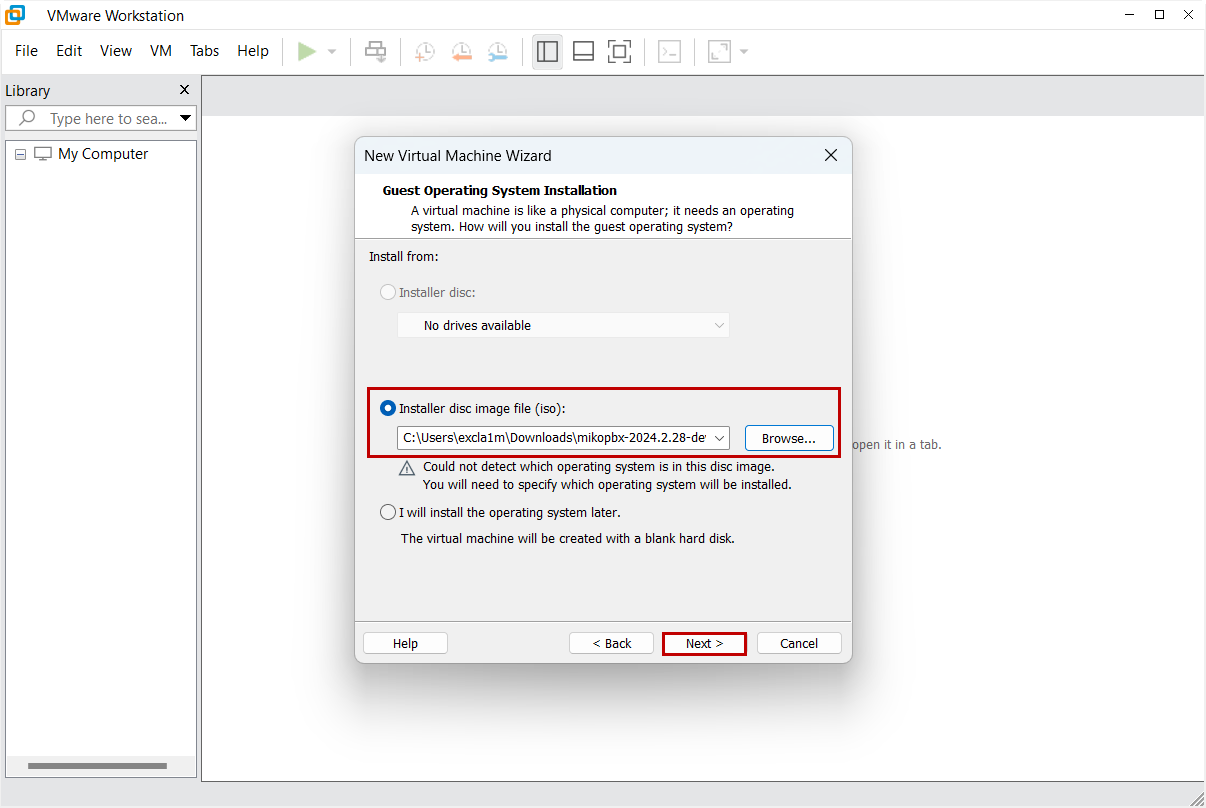 VMware Workstation
File Edit View VM Tabs Help
Library
Type here to sea...
My Computer
New Virtual Machine Wizard
Guest Operating System Installation
A virtual machine is like a physical computer; it needs an operating
system. How will you install the guest operating system?
Install from:
Installer disc:
No drives available
Installer disc image file (iso):
C:\Users\excla1m\Downloads\mikopbx-2024.2.28-de
Browse...
open it in a tab.
Could not detect which operating system is in this disc image.
You will need to specify which operating system will be installed.
I will install the operating system later.
The virtual machine will be created with a blank hard disk.
Help < Back Next > Cancel